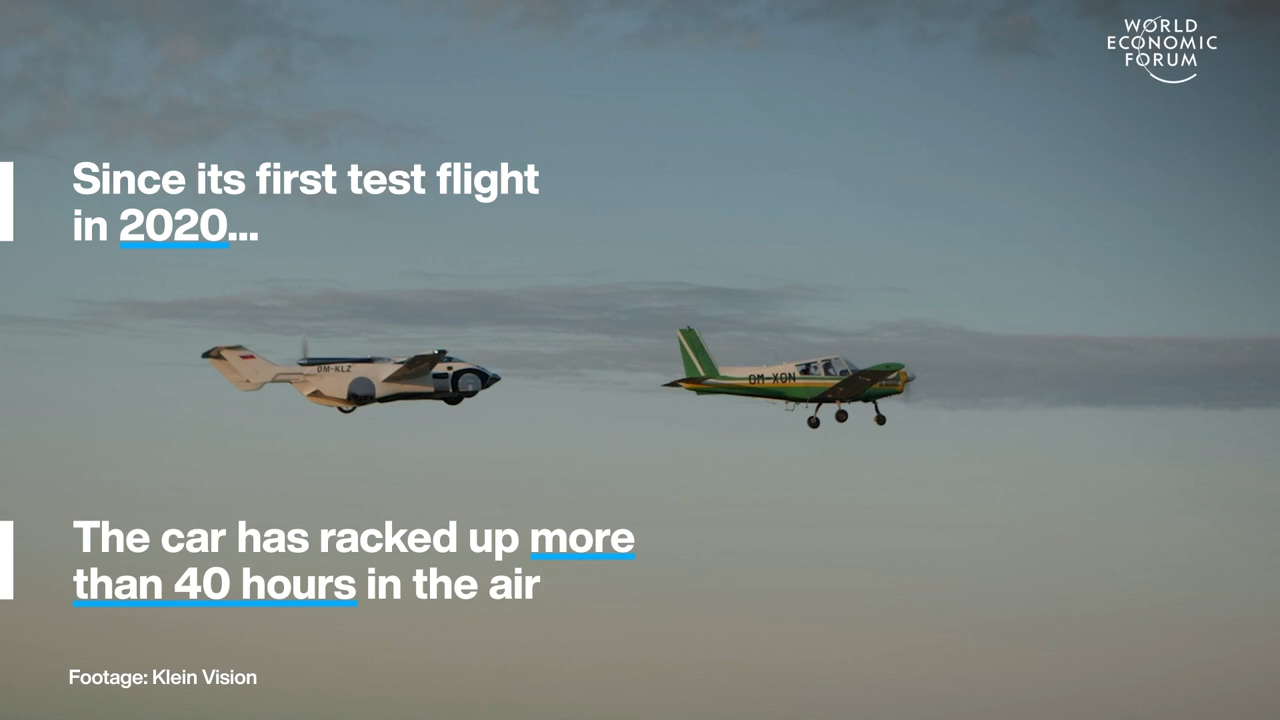 WORLD
ECONOMIC
FORUM
Since its first test flight
in 2020...
OM-KLZ
OM-XON
The car has racked up more
than 40 hours in the air
Footage: Klein Vision